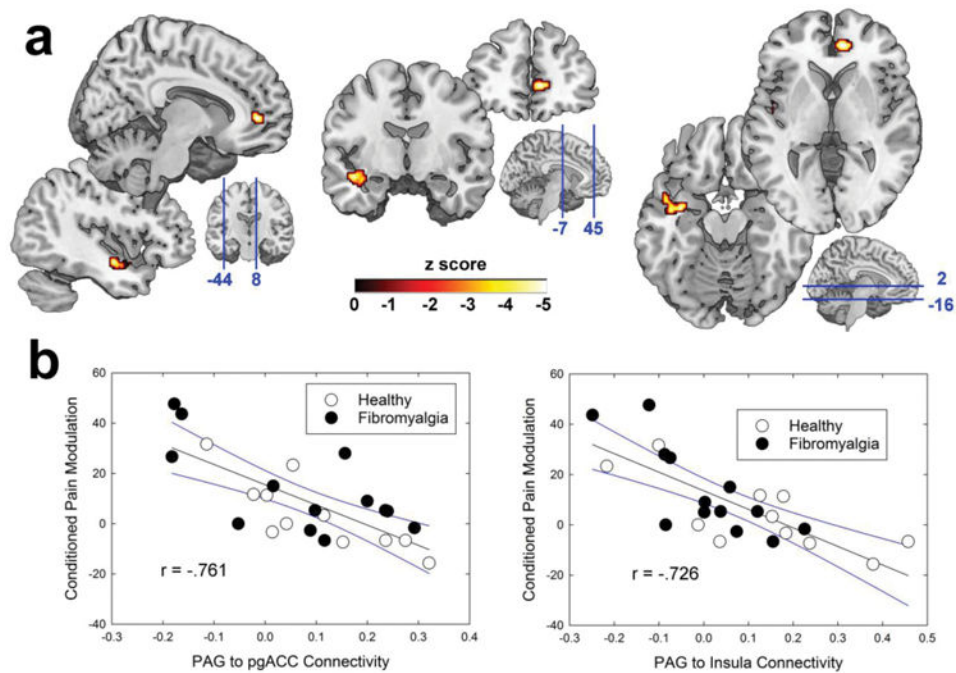 a
-44 8
-7 45
2
-16
z score
0 -1 -2 -3 -4 -5
b
Conditioned Pain Modulation
60
40
20
0
-20
-40
Healthy
Fibromyalgia
r = -.761
-0.3 -0.2 -0.1 0.0 0.1 0.2 0.3 0.4
PAG to pgACC Connectivity
Conditioned Pain Modulation
60
40
20
0
-20
-40
Healthy
Fibromyalgia
r = -.726
-0.3 -0.2 -0.1 0.0 0.1 0.2 0.3 0.4 0.5
PAG to Insula Connectivity